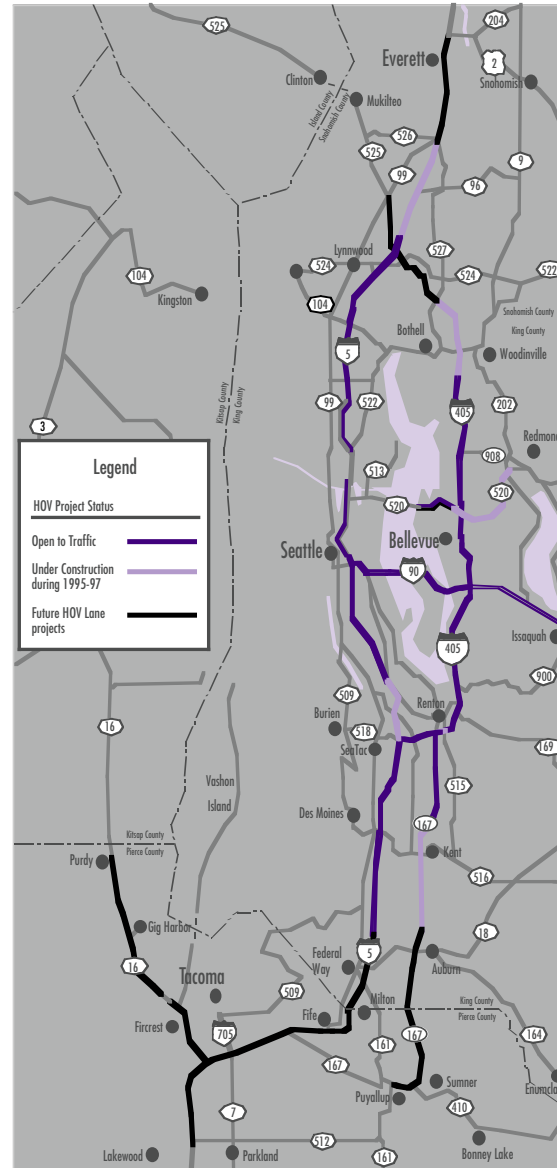 204
525
2
Everett
Clinton
Snohomish
Mukilteo
Island County
Snohomish County
526
525
99
9
96
527
Lynnwood
524
524
522
104
104
Kingston
Snohomish County
King County
Bothell
5
Woodinville
Kitsap County
King County
99
522
405
202
3
Redmond
908
513
520
520
Legend
HOV Project Status
Open to Traffic
Under Construction
during 1995-97
Future HOV Lane
projects
Seattle
Bellevue
90
Issaquah
405
900
509
Renton
16
Burien
518
SeaTac
169
Vashon
Island
515
Des Moines
167
Kitsap County
Pierce County
Kent
Purdy
516
Gig Harbor
18
5
Federal
Way
Auburn
16
Tacoma
509
Milton
King County
Pierce County
Fife
Fircrest
705
161
167
164
167
Sumner
Enumcla
7
Puyallup
410
512
Lakewood
Parkland
161
Bonney Lake